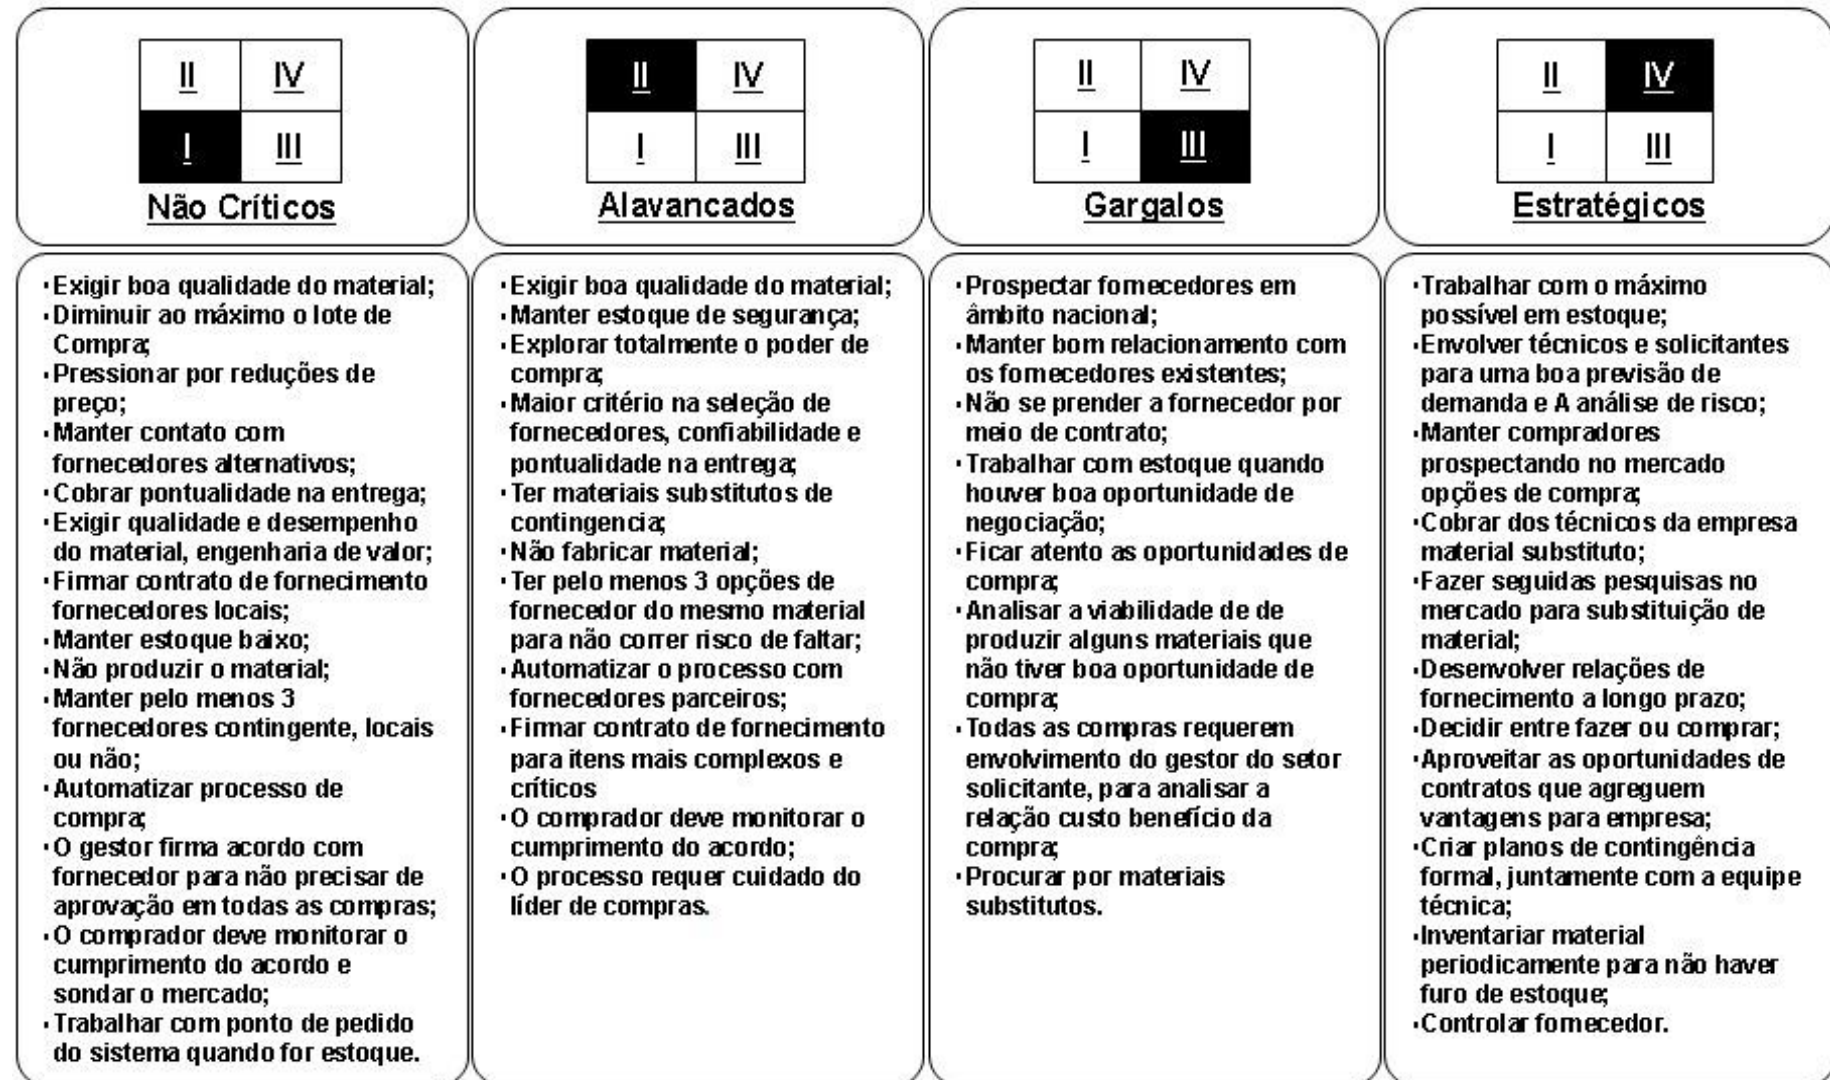 II IV
I III
Não Críticos
·Exigir boa qualidade do material;
·Diminuir ao máximo o lote de
Compra;
·Pressionar por reduções de
preço;
·Manter contato com
fornecedores alternativos;
·Cobrar pontualidade na entrega;
·Exigir qualidade e desempenho
do material, engenharia de valor;
·Firmar contrato de fornecimento
fornecedores locais;
·Manter estoque baixo;
·Não produzir o material;
·Manter pelo menos 3
fornecedores contingente, locais
ou não;
·Automatizar processo de
compra;
·O gestor firma acordo com
fornecedor para não precisar de
aprovação em todas as compras;
·O comprador deve monitorar o
cumprimento do acordo e
sondar o mercado;
·Trabalhar com ponto de pedido
do sistema quando for estoque.
II IV
I III
Alavancados
·Exigir boa qualidade do material;
·Manter estoque de segurança;
·Explorar totalmente o poder de
compra;
·Maior critério na seleção de
fornecedores, confiabilidade e
pontualidade na entrega;
·Ter materiais substitutos de
contingencia;
·Não fabricar material;
·Ter pelo menos 3 opções de
fornecedor do mesmo material
para não correr risco de faltar;
·Automatizar o processo com
fornecedores parceiros;
·Firmar contrato de fornecimento
para itens mais complexos e
críticos
·O comprador deve monitorar o
cumprimento do acordo;
·O processo requer cuidado do
líder de compras.
II IV
I III
Gargalos
·Prospectar fornecedores em
âmbito nacional;
·Manter bom relacionamento com
os fornecedores existentes;
·Não se prender a fornecedor por
meio de contrato;
·Trabalhar com estoque quando
houver boa oportunidade de
negociação;
·Ficar atento as oportunidades de
compra;
·Analisar a viabilidade de de
produzir alguns materiais que
não tiver boa oportunidade de
compra;
·Todas as compras requerem
envolvimento do gestor do setor
solicitante, para analisar a
relação custo benefício da
compra;
·Procurar por materiais
substitutos.
II IV
I III
Estratégicos
·Trabalhar com o máximo
possível em estoque;
·Envolver técnicos e solicitantes
para uma boa previsão de
demanda e A análise de risco;
·Manter compradores
prospectando no mercado
opções de compra;
·Cobrar dos técnicos da empresa
material substituto;
·Fazer seguidas pesquisas no
mercado para substituição de
material;
·Desenvolver relações de
fornecimento a longo prazo;
·Decidir entre fazer ou comprar;
·Aproveitar as oportunidades de
contratos que agreguem
vantagens para empresa;
·Criar planos de contingência
formal, juntamente com a equipe
técnica;
·Inventariar material
periodicamente para não haver
furo de estoque;
·Controlar fornecedor.